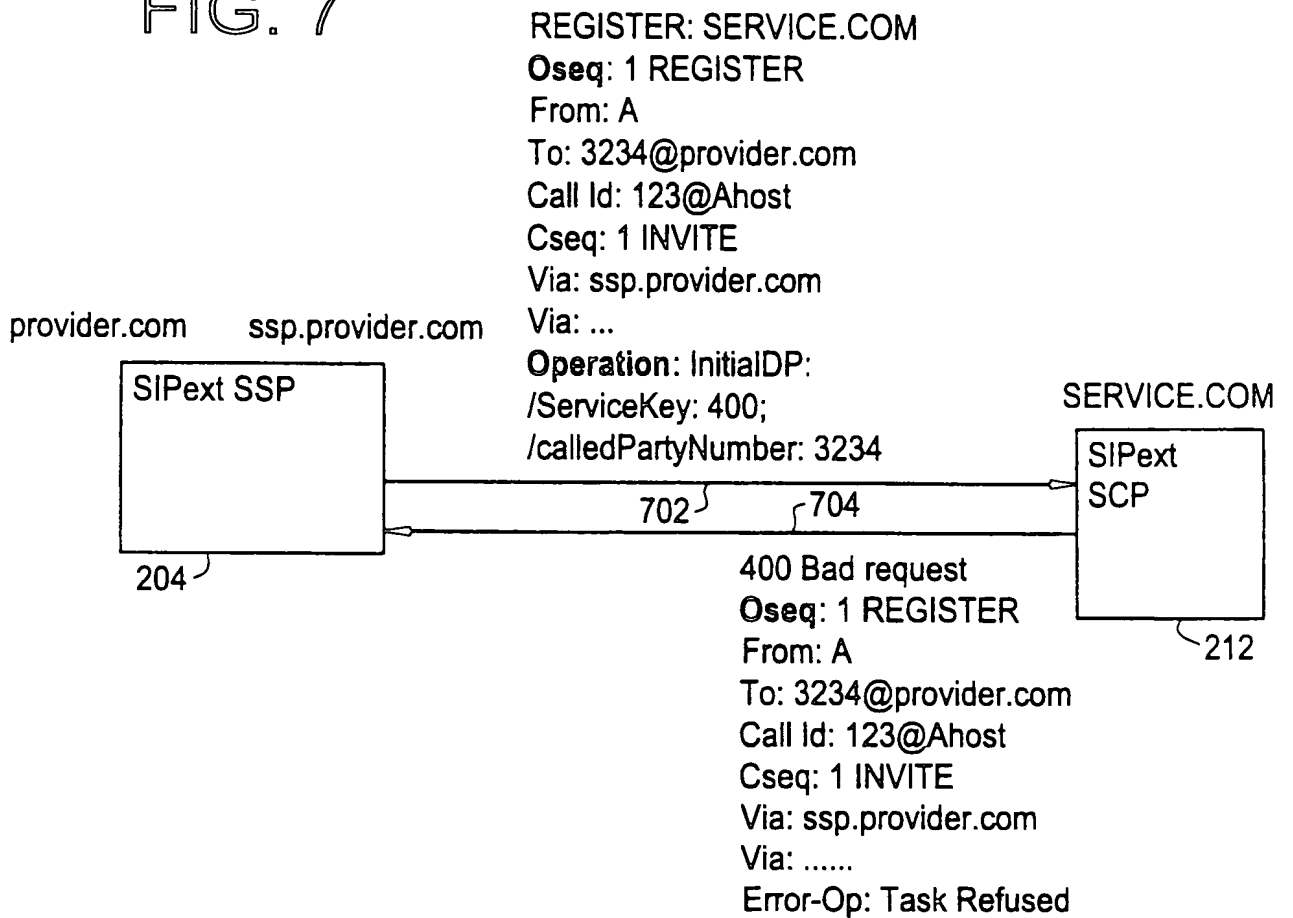 FIG. 7
REGISTER: SERVICE.COM
Oseq: 1 REGISTER
From: A
To: 3234@provider.com
Call Id: 123@Ahost
Cseq: 1 INVITE
Via: ssp.provider.com
Via: ...
Operation: InitialDP:
/ServiceKey: 400;
/calledPartyNumber: 3234
provider.com ssp.provider.com
SIPext SSP
204
SERVICE.COM
SIPext
SCP
212
702
704
400 Bad request
Oseq: 1 REGISTER
From: A
To: 3234@provider.com
Call Id: 123@Ahost
Cseq: 1 INVITE
Via: ssp.provider.com
Via: ......
Error-Op: Task Refused